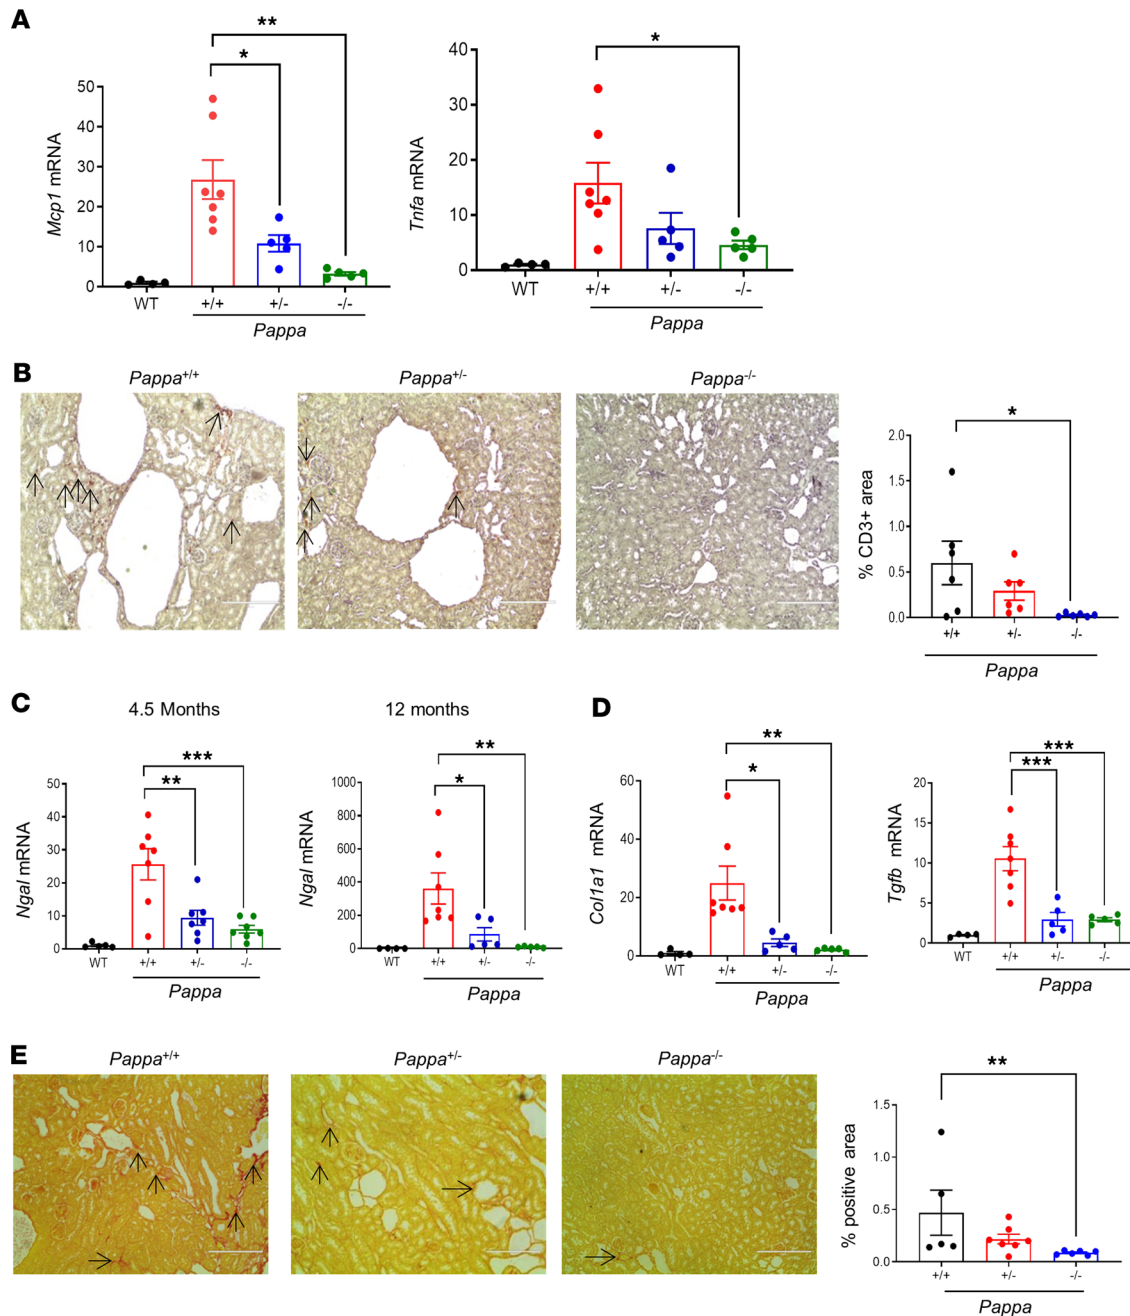 A
Mcp1 mRNA
50
40
30
20
10
0
*
**
WT
+/+
+/-
-/-
Pappa
Tnfa mRNA
40
30
20
10
0
*
WT
+/+
+/-
-/-
Pappa
B
Pappa+/+
Pappa+/-
Pappa-/-
% CD3+ area
2.0
1.5
1.0
0.5
0.0
*
+/+
+/-
-/-
Pappa
C
4.5 Months
Ngal mRNA
50
40
30
20
10
0
***
**
WT
+/+
+/-
-/-
Pappa
12 months
Ngal mRNA
1000
800
600
400
200
0
**
*
WT
+/+
+/-
-/-
Pappa
D
Col1a1 mRNA
60
40
20
0
**
*
WT
+/+
+/-
-/-
Pappa
Tgfb mRNA
20
15
10
5
0
***
***
WT
+/+
+/-
-/-
Pappa
E
Pappa+/+
Pappa+/-
Pappa-/-
% positive area
1.5
1.0
0.5
0.0
**
+/+
+/-
-/-
Pappa